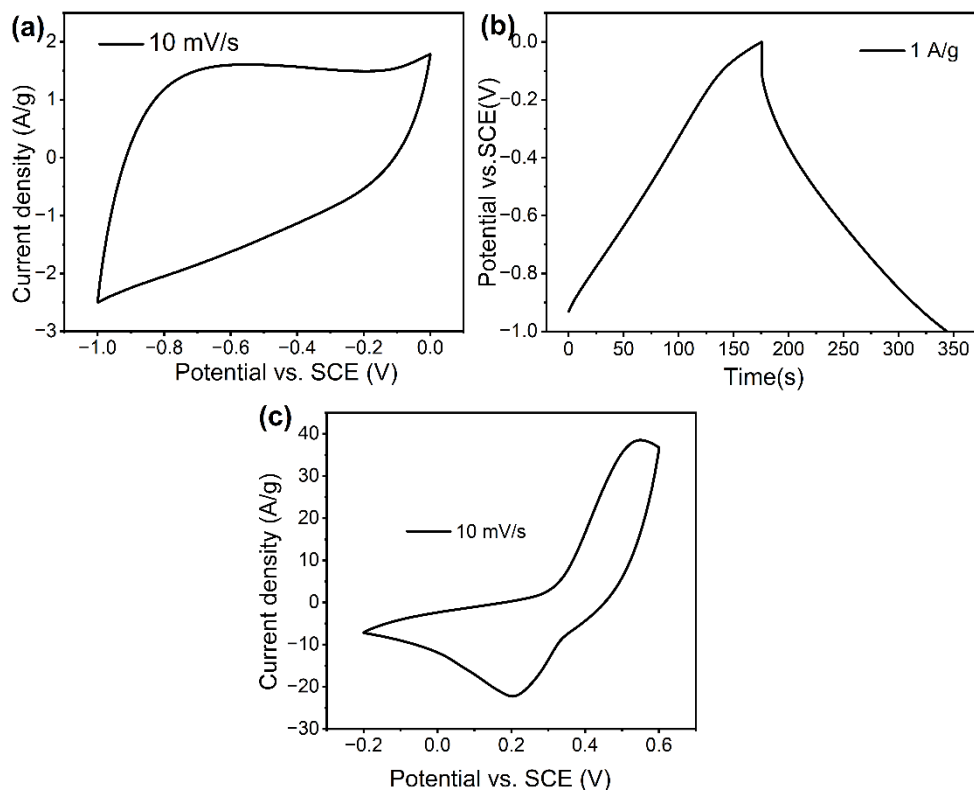 (a)
10 mV/s
2
1
0
−1
−2
−3
−1.0 −0.8 −0.6 −0.4 −0.2 0.0
Current density (A/g)
Potential vs. SCE (V)
(b)
1 A/g
0.0
−0.2
−0.4
−0.6
−0.8
−1.0
0 50 100 150 200 250 300 350
Potential vs.SCE(V)
Time(s)
(c)
10 mV/s
40
30
20
10
0
−10
−20
−30
−0.2 0.0 0.2 0.4 0.6
Current density (A/g)
Potential vs. SCE (V)